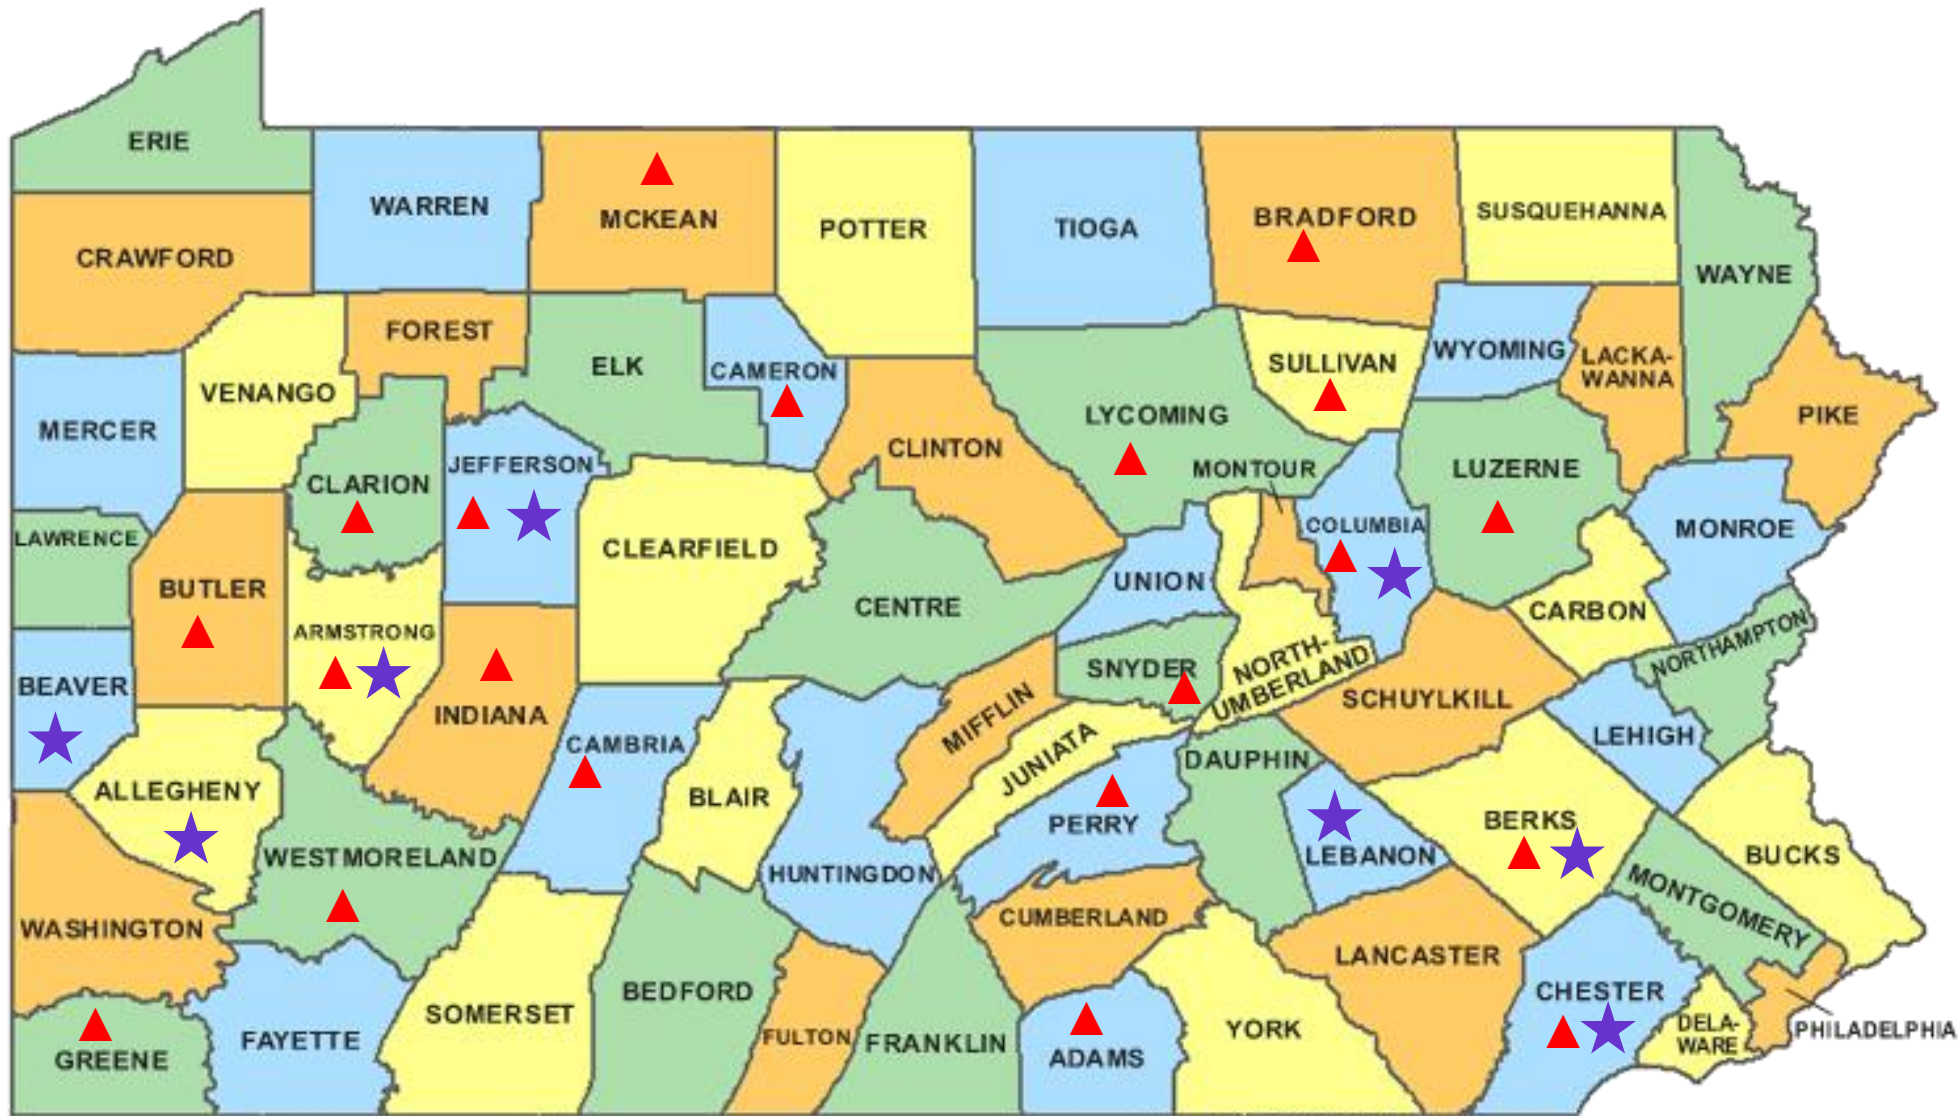 ERIE
WARREN
MCKEAN
POTTER
TIOGA
BRADFORD
SUSQUEHANNA
WAYNE
CRAWFORD
VENANGO
FOREST
ELK
CAMERON
CLINTON
LYCOMING
SULLIVAN
WYOMING
LACKA-
WANNA
PIKE
MERCER
CLARION
JEFFERSON
MONTOUR
LUZERNE
LAWRENCE
BUTLER
ARMSTRONG
CLEARFIELD
CENTRE
UNION
COLUMBIA
MONROE
CARBON
NORTHAMPTON
BEAVER
INDIANA
SNYDER
NORTH-
UMBERLAND
SCHUYLKILL
LEHIGH
MIFFLIN
JUNIATA
CAMBRIA
ALLEGHENY
BLAIR
DAUPHIN
PERRY
BERKS
BUCKS
WESTMORELAND
HUNTINGDON
LEBANON
MONTGOMERY
WASHINGTON
CUMBERLAND
LANCASTER
GREENE
FAYETTE
SOMERSET
BEDFORD
FULTON
FRANKLIN
ADAMS
YORK
CHESTER
DELA-
WARE
PHILADELPHIA